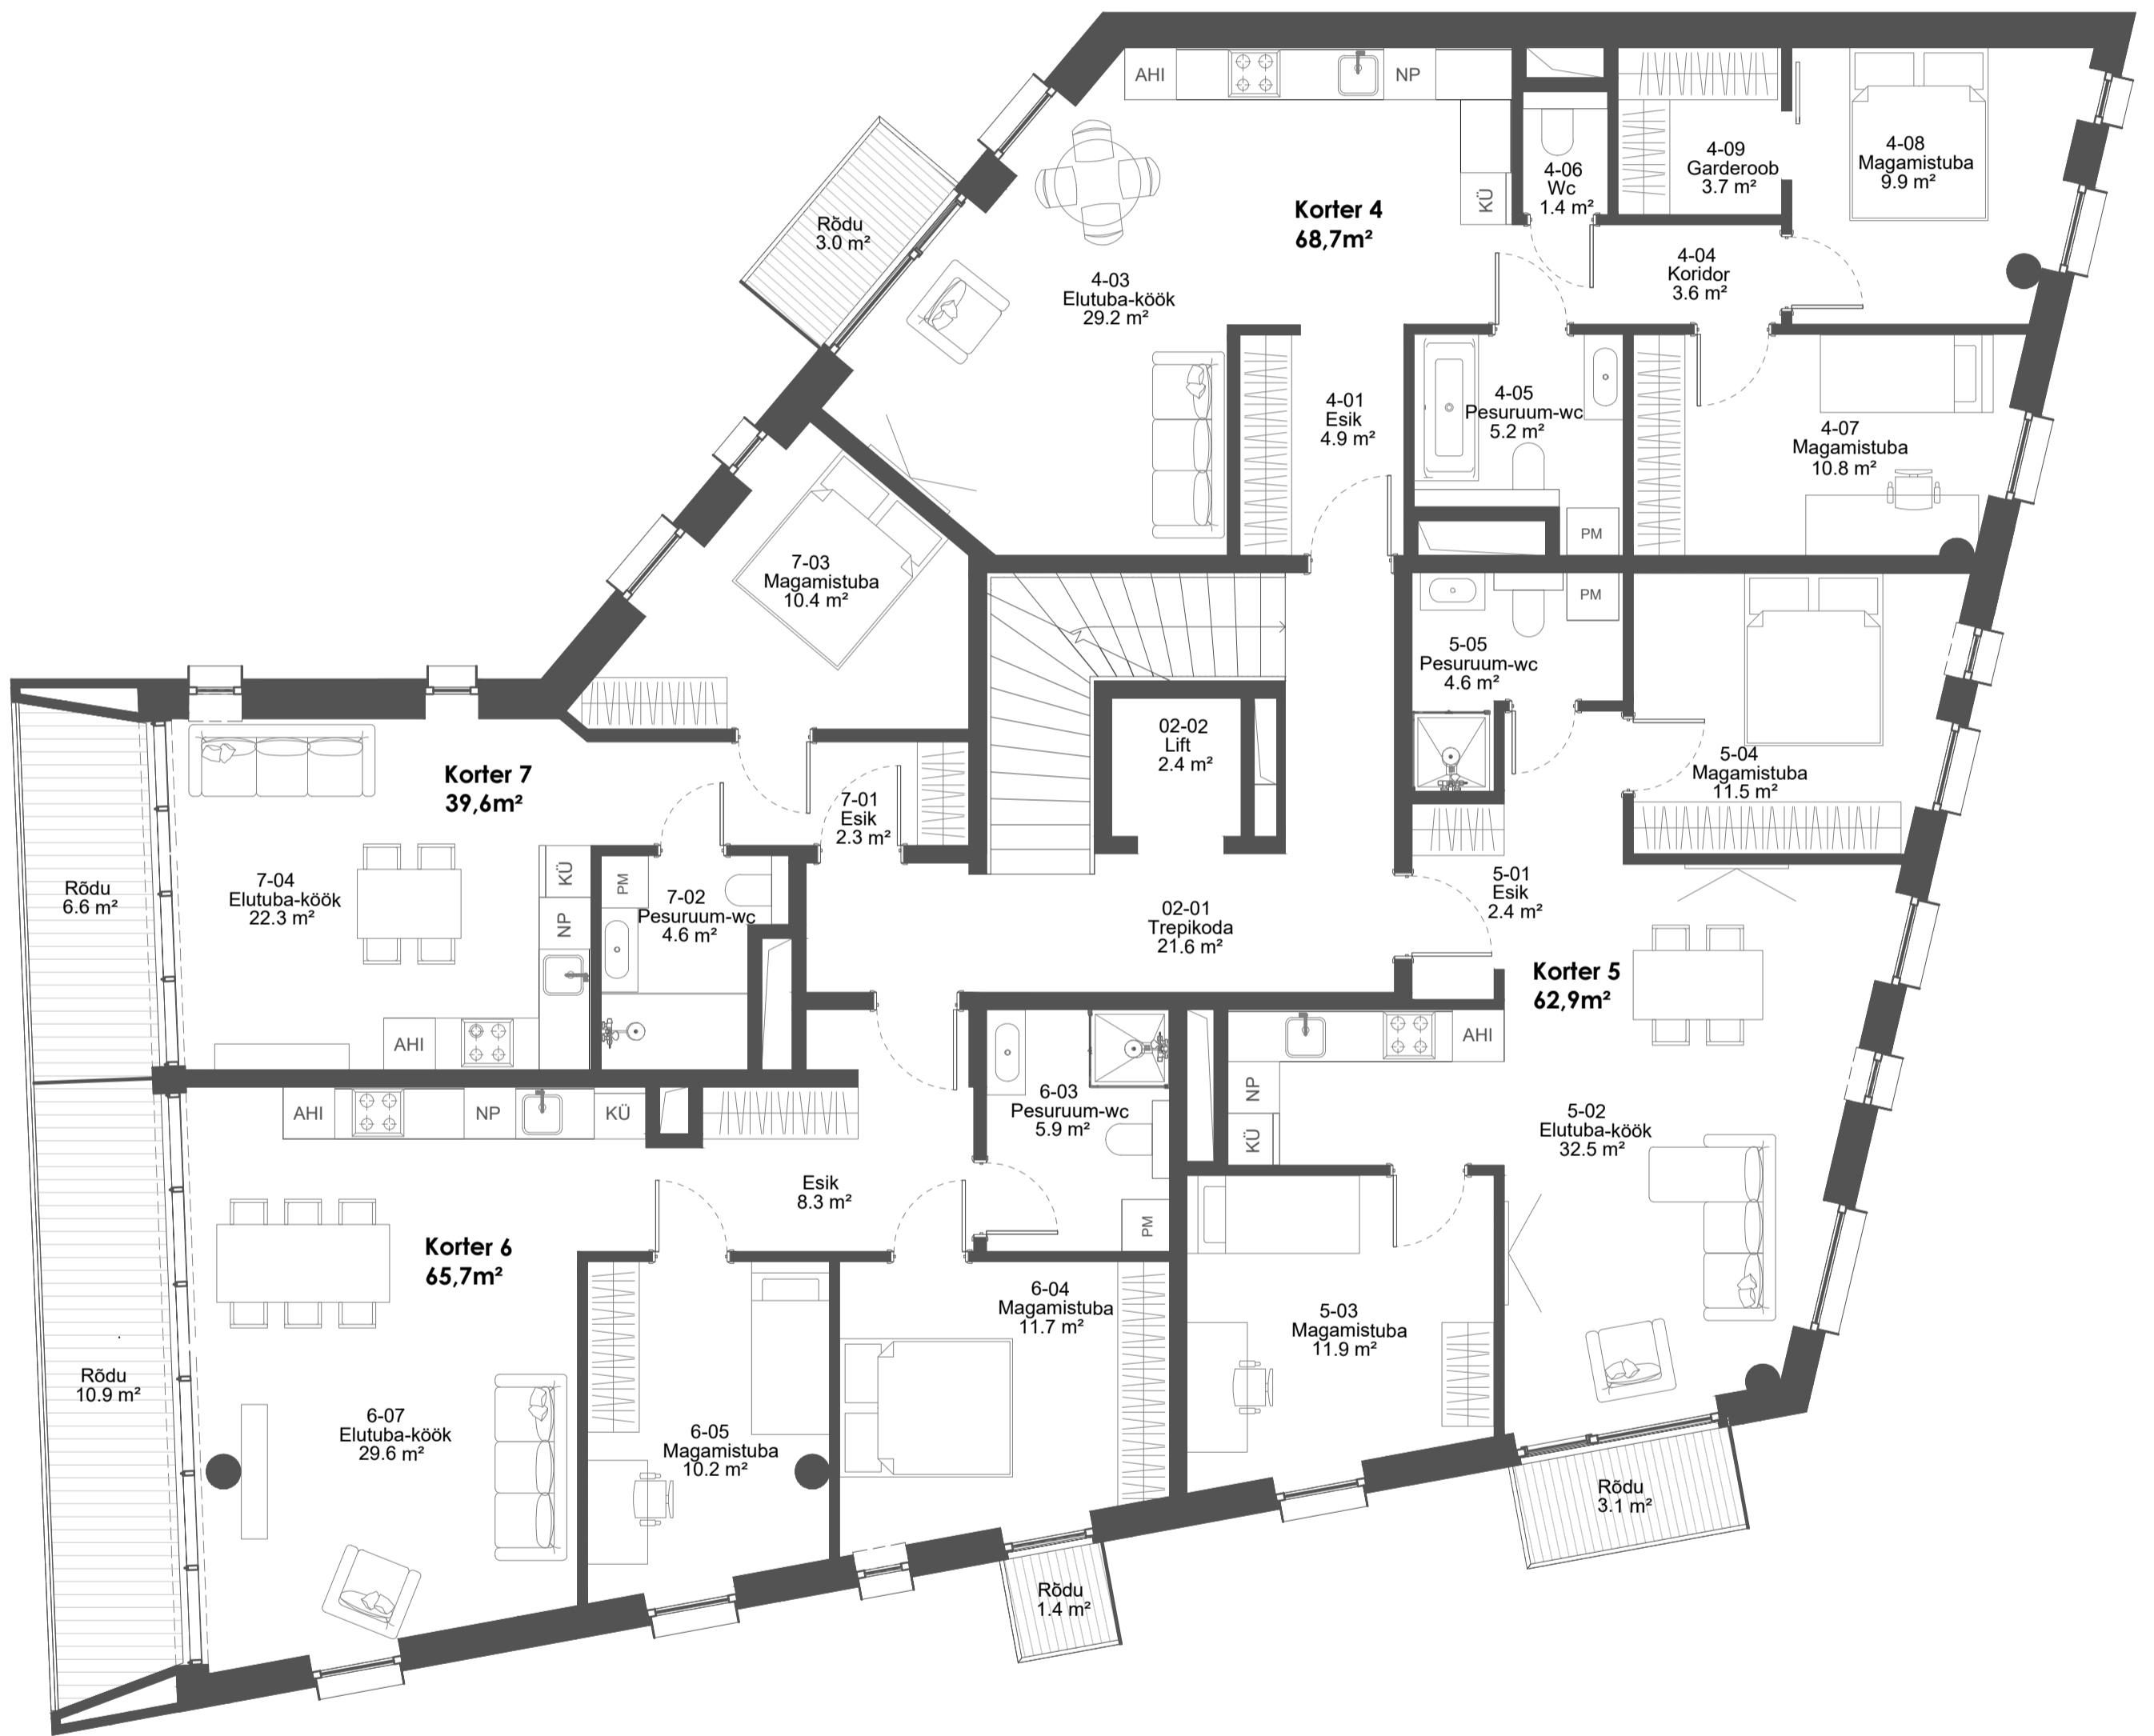 AHI
NP
KÜ
Korter 4
68,7m²
4-03
Elutuba-köök
29.2 m²
Rõdu
3.0 m²
4-06
Wc
1.4 m²
4-09
Garderoob
3.7 m²
4-08
Magamistuba
9.9 m²
4-04
Koridor
3.6 m²
4-01
Esik
4.9 m²
4-05
Pesuruum-wc
5.2 m²
PM
4-07
Magamistuba
10.8 m²
7-03
Magamistuba
10.4 m²
PM
5-05
Pesuruum-wc
4.6 m²
5-04
Magamistuba
11.5 m²
02-02
Lift
2.4 m²
Korter 7
39,6m²
7-01
Esik
2.3 m²
Rõdu
6.6 m²
7-04
Elutuba-köök
22.3 m²
KÜ
NP
AHI
PM
7-02
Pesuruum-wc
4.6 m²
02-01
Trepikoda
21.6 m²
5-01
Esik
2.4 m²
Korter 5
62,9m²
AHI
NP
KÜ
5-02
Elutuba-köök
32.5 m²
AHI
NP
KÜ
6-03
Pesuruum-wc
5.9 m²
PM
Esik
8.3 m²
Korter 6
65,7m²
6-04
Magamistuba
11.7 m²
5-03
Magamistuba
11.9 m²
Rõdu
10.9 m²
6-07
Elutuba-köök
29.6 m²
6-05
Magamistuba
10.2 m²
Rõdu
3.1 m²
Rõdu
1.4 m²